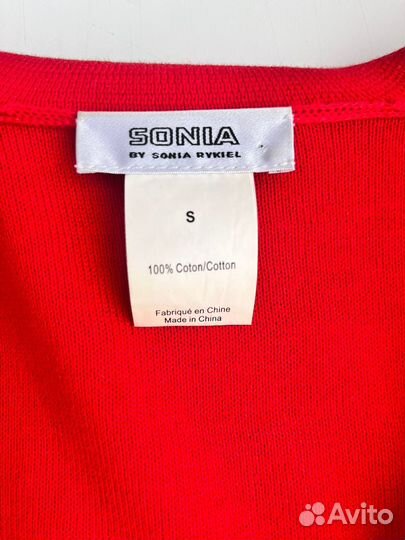 SONIA
BY SONIA RYKIEL
S
100% Coton/Cotton
Fabriqué en Chine
Made in China
Avito